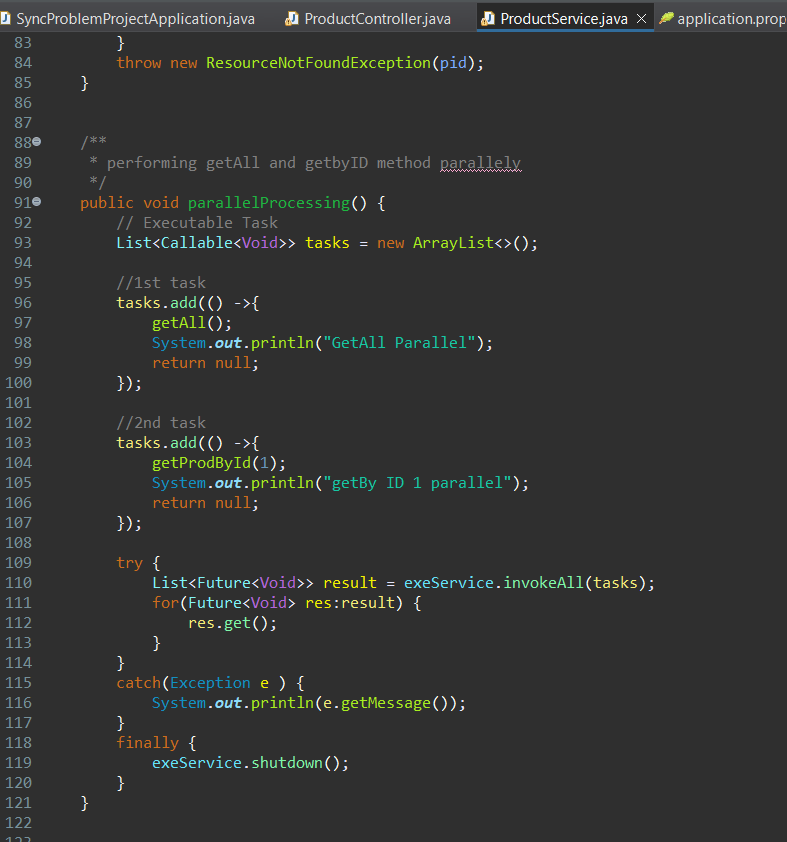 SyncProblemProjectApplication.java ProductController.java ProductService.java application.prop
83 }
84 throw new ResourceNotFoundException(pid);
85 }
86
87
88 /**
89 * performing getAll and getbyID method parallely
90 */
91 public void parallelProcessing() {
92 // Executable Task
93 List<Callable<Void>> tasks = new ArrayList<>();
94
95 //1st task
96 tasks.add(() ->{
97 getAll();
98 System.out.println("GetAll Parallel");
99 return null;
100 });
101
102 //2nd task
103 tasks.add(() ->{
104 getProdById(1);
105 System.out.println("getBy ID 1 parallel");
106 return null;
107 });
108
109 try {
110 List<Future<Void>> result = exeService.invokeAll(tasks);
111 for(Future<Void> res:result) {
112 res.get();
113 }
114 }
115 catch(Exception e ) {
116 System.out.println(e.getMessage());
117 }
118 finally {
119 exeService.shutdown();
120 }
121 }
122
123